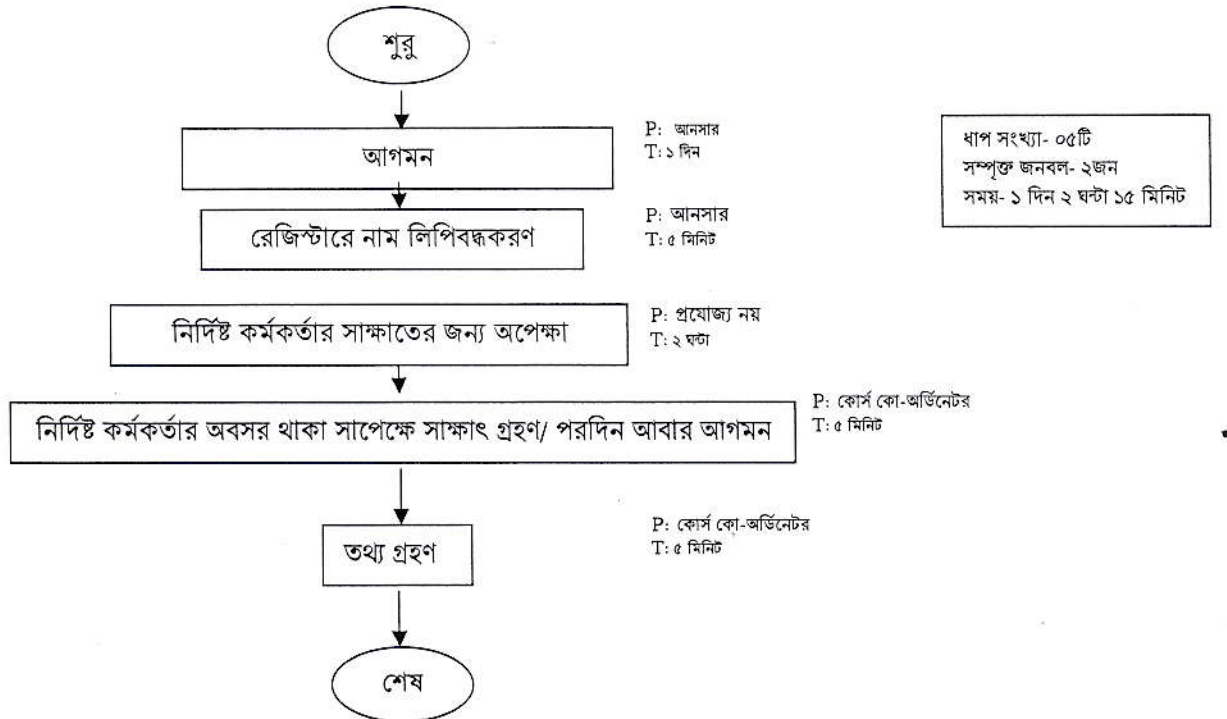 শুরু
আগমন
P: আনসার
T: ১ দিন
ধাপ সংখ্যা- ০৫টি
সম্পৃক্ত জনবল- ২জন
সময়- ১ দিন ২ ঘন্টা ১৫ মিনিট
রেজিস্টারে নাম লিপিবদ্ধকরণ
P: আনসার
T: ৫ মিনিট
নির্দিষ্ট কর্মকর্তার সাক্ষাতের জন্য অপেক্ষা
P: প্রযোজ্য নয়
T: ২ ঘন্টা
নির্দিষ্ট কর্মকর্তার অবসর থাকা সাপেক্ষে সাক্ষাৎ গ্রহণ/ পরদিন আবার আগমন
P: কোর্স কো-অর্ডিনেটর
T: ৫ মিনিট
তথ্য গ্রহণ
P: কোর্স কো-অর্ডিনেটর
T: ৫ মিনিট
শেষ